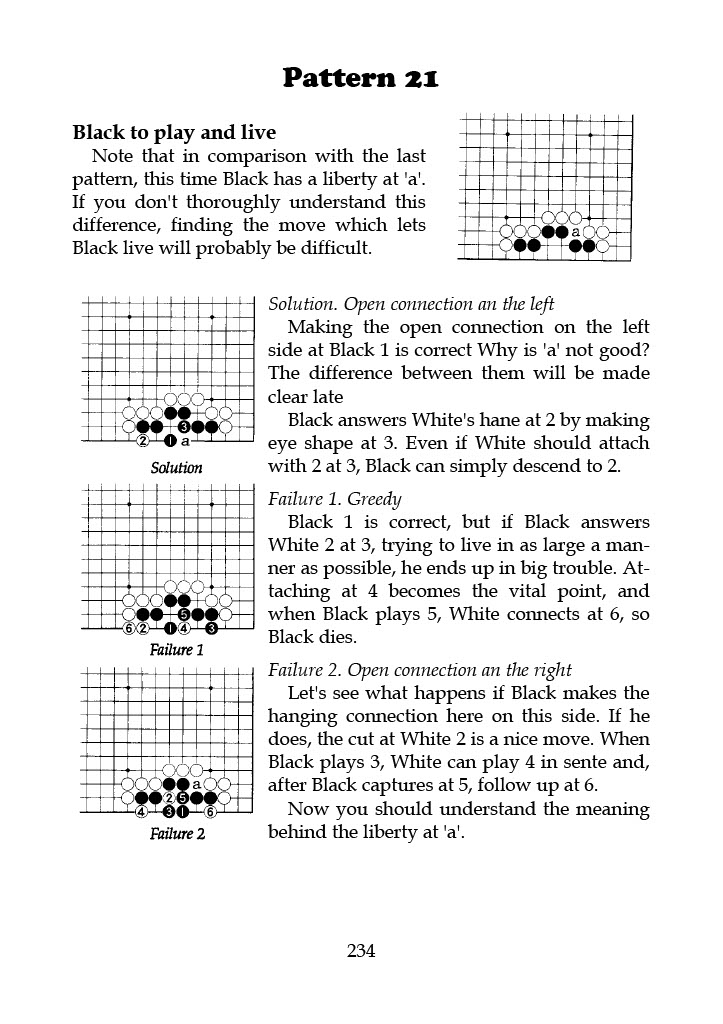 Pattern 21
Black to play and live
Note that in comparison with the last
pattern, this time Black has a liberty at 'a'.
If you don't thoroughly understand this
difference, finding the move which lets
Black live will probably be difficult.
a
Solution. Open connection an the left
Making the open connection on the left
side at Black 1 is correct Why is 'a' not good?
The difference between them will be made
clear late
Black answers White's hane at 2 by making
eye shape at 3. Even if White should attach
with 2 at 3, Black can simply descend to 2.
3
2 1 a
Solution
Failure 1. Greedy
Black 1 is correct, but if Black answers
White 2 at 3, trying to live in as large a man-
ner as possible, he ends up in big trouble. At-
taching at 4 becomes the vital point, and
when Black plays 5, White connects at 6, so
Black dies.
5
6 2 1 4 3
Failure 1
Failure 2. Open connection an the right
Let's see what happens if Black makes the
hanging connection here on this side. If he
does, the cut at White 2 is a nice move. When
Black plays 3, White can play 4 in sente and,
after Black captures at 5, follow up at 6.
Now you should understand the meaning
behind the liberty at 'a'.
a
2 5
4 3 1 6
Failure 2
234